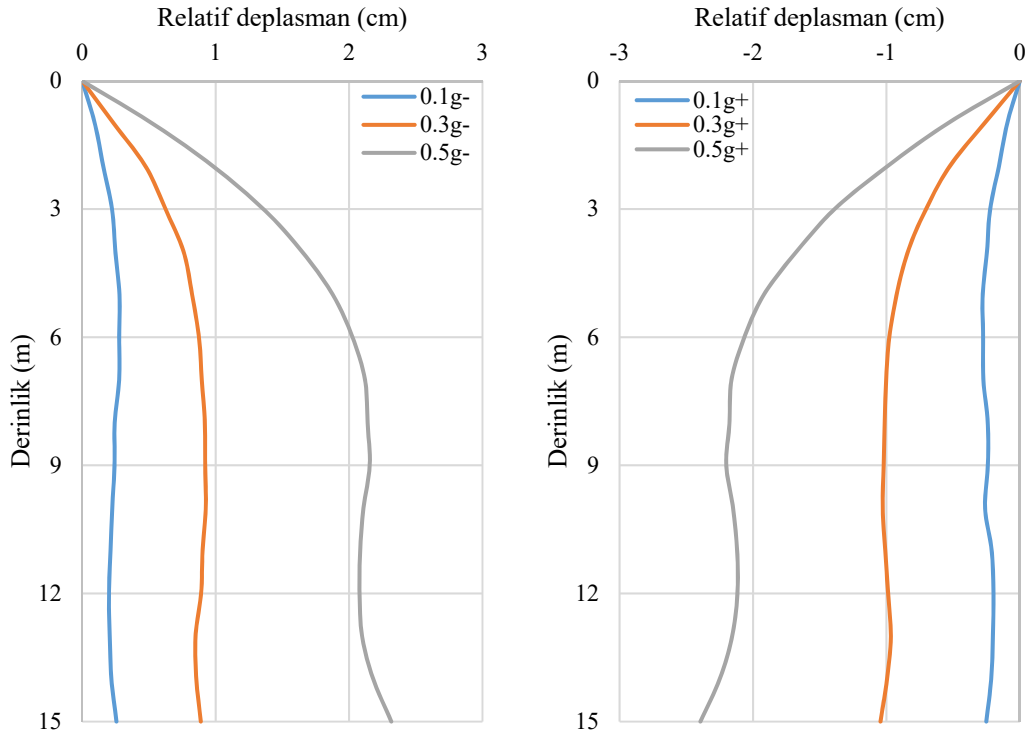 Relatif deplasman (cm)
0 1 2 3
0
3
6
9
12
15
Derinlik (m)
0.1g-
0.3g-
0.5g-
Relatif deplasman (cm)
-3 -2 -1 0
0
3
6
9
12
15
Derinlik (m)
0.1g+
0.3g+
0.5g+